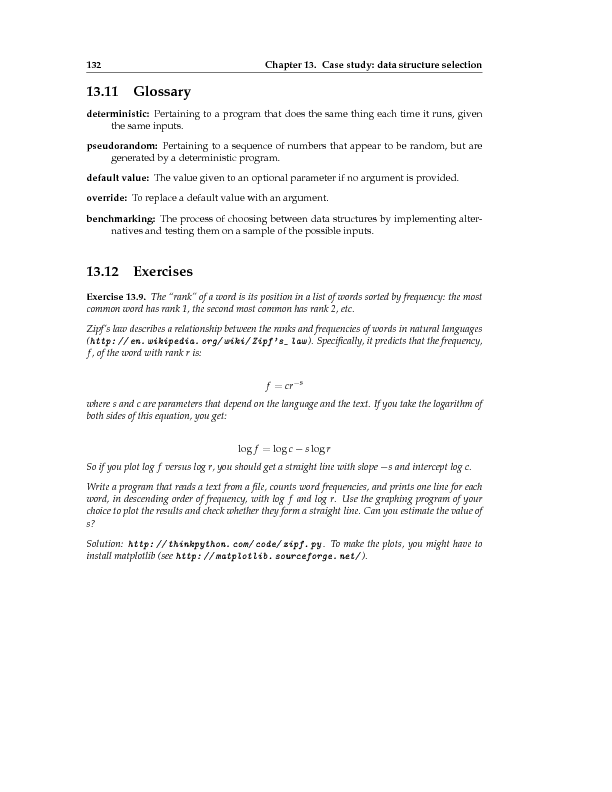 132 Chapter 13. Case study: data structure selection
13.11 Glossary
deterministic: Pertaining to a program that does the same thing each time it runs, given
the same inputs.
pseudorandom: Pertaining to a sequence of numbers that appear to be random, but are
generated by a deterministic program.
default value: The value given to an optional parameter if no argument is provided.
override: To replace a default value with an argument.
benchmarking: The process of choosing between data structures by implementing alter-
natives and testing them on a sample of the possible inputs.
13.12 Exercises
Exercise 13.9. The “rank” of a word is its position in a list of words sorted by frequency: the most
common word has rank 1, the second most common has rank 2, etc.
Zipf’s law describes a relationship between the ranks and frequencies of words in natural languages
(http://en.wikipedia.org/wiki/Zipf's_law). Specifically, it predicts that the frequency,
f, of the word with rank r is:
f = cr⁻ˢ
where s and c are parameters that depend on the language and the text. If you take the logarithm of
both sides of this equation, you get:
log f = log c − s log r
So if you plot log f versus log r, you should get a straight line with slope −s and intercept log c.
Write a program that reads a text from a file, counts word frequencies, and prints one line for each
word, in descending order of frequency, with log f and log r. Use the graphing program of your
choice to plot the results and check whether they form a straight line. Can you estimate the value of
s?
Solution: http://thinkpython.com/code/zipf.py. To make the plots, you might have to
install matplotlib (see http://matplotlib.sourceforge.net/).